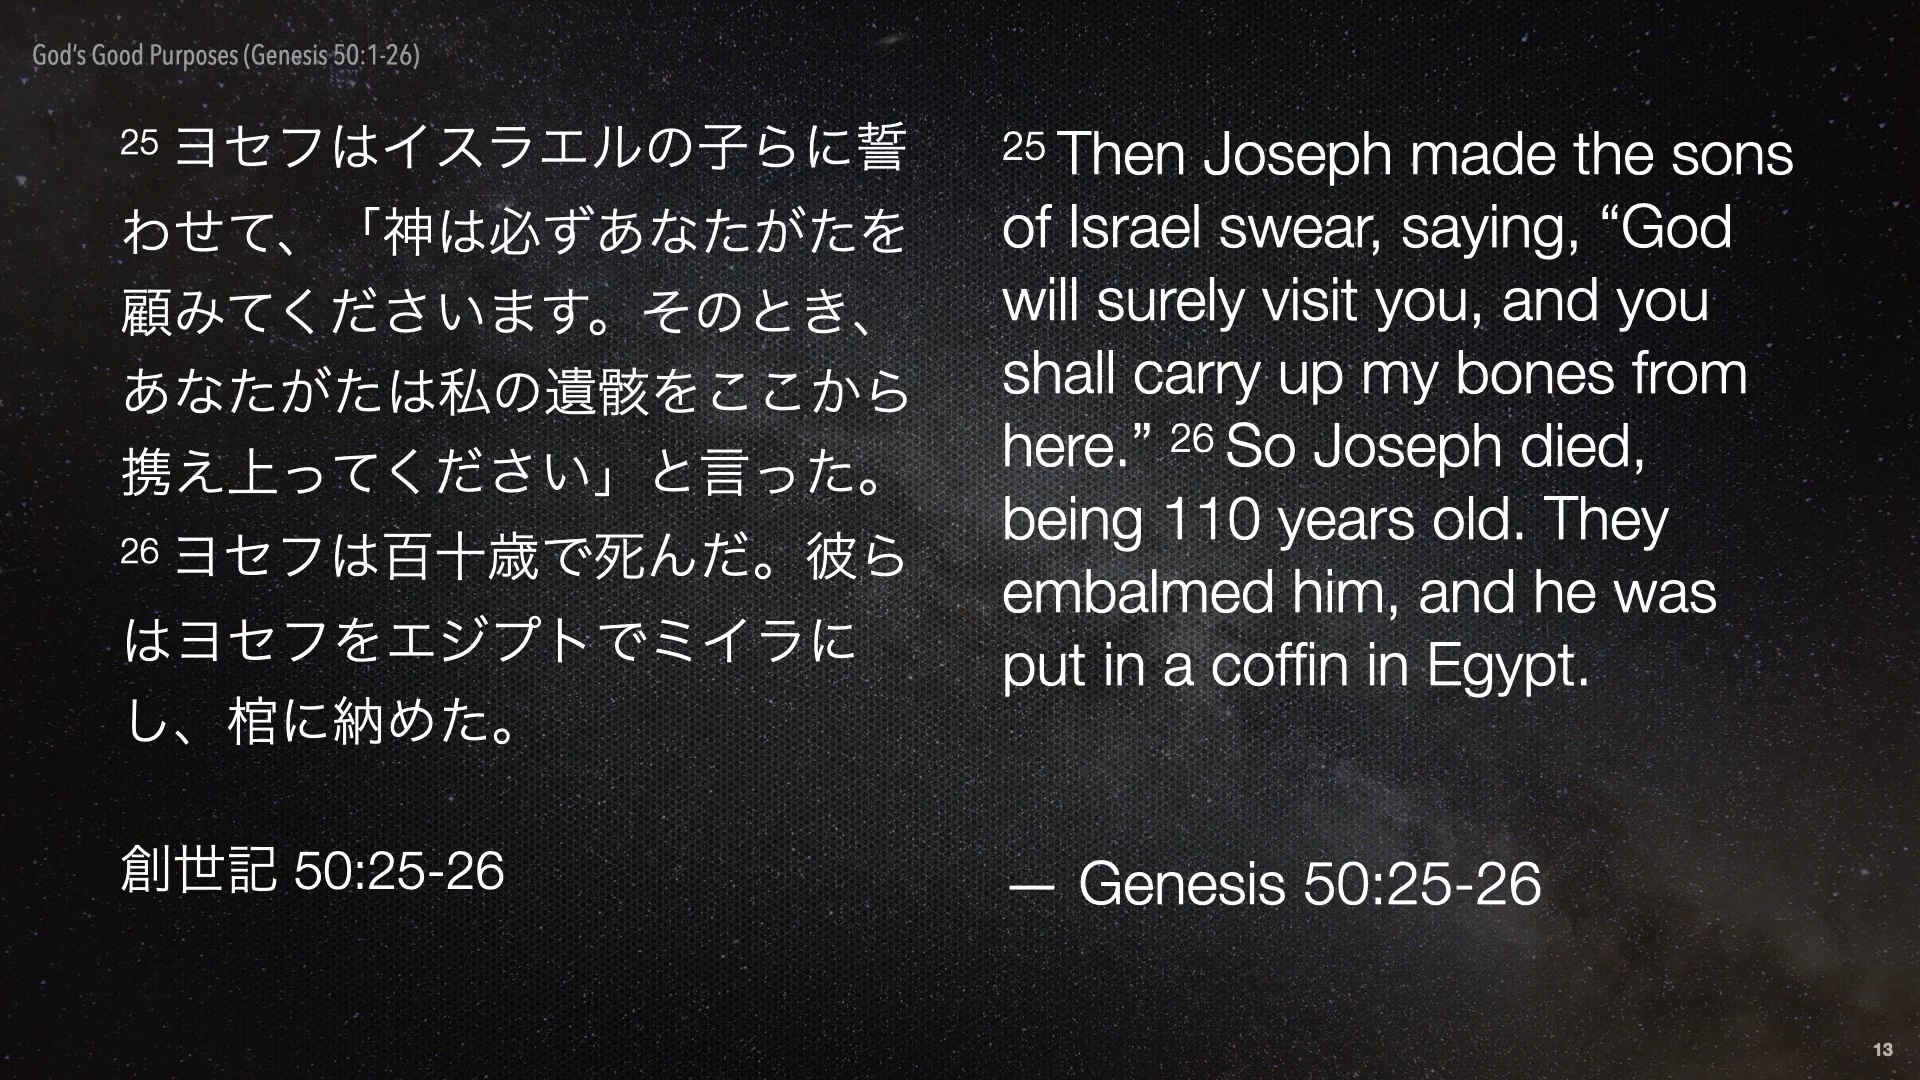 God’s Good Purposes (Genesis 50:1-26)
25 ヨセフはイスラエルの子らに誓
わせて、「神は必ずあなたがたを
顧みてくださいます。そのとき、
あなたがたは私の遺骸をここから
携え上ってください」と言った。
26 ヨセフは百十歳で死んだ。彼ら
はヨセフをエジプトでミイラに
し、棺に納めた。
創世記 50:25-26
25 Then Joseph made the sons
of Israel swear, saying, “God
will surely visit you, and you
shall carry up my bones from
here.” 26 So Joseph died,
being 110 years old. They
embalmed him, and he was
put in a coffin in Egypt.
— Genesis 50:25-26
13